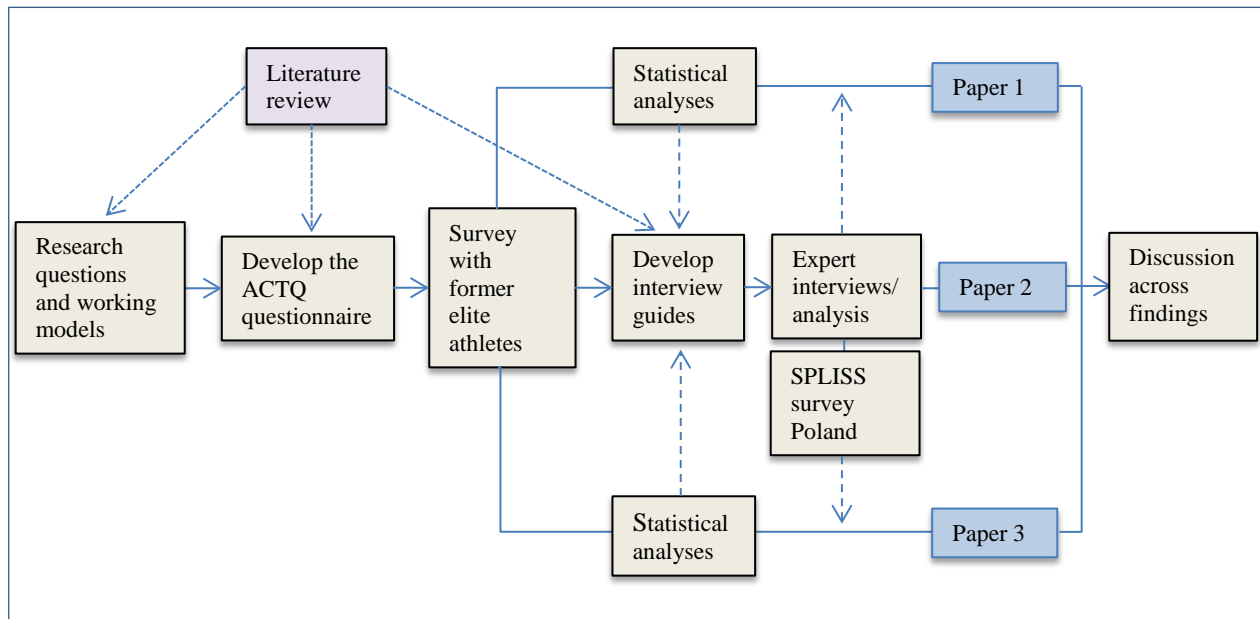 Literature
review
Statistical
analyses
Paper 1
Research
questions
and working
models
Develop the
ACTQ
questionnaire
Survey
with
former
elite
athletes
Develop
interview
guides
Expert
interviews/
analysis
Paper 2
Discussion
across
findings
SPLISS
survey
Poland
Statistical
analyses
Paper 3